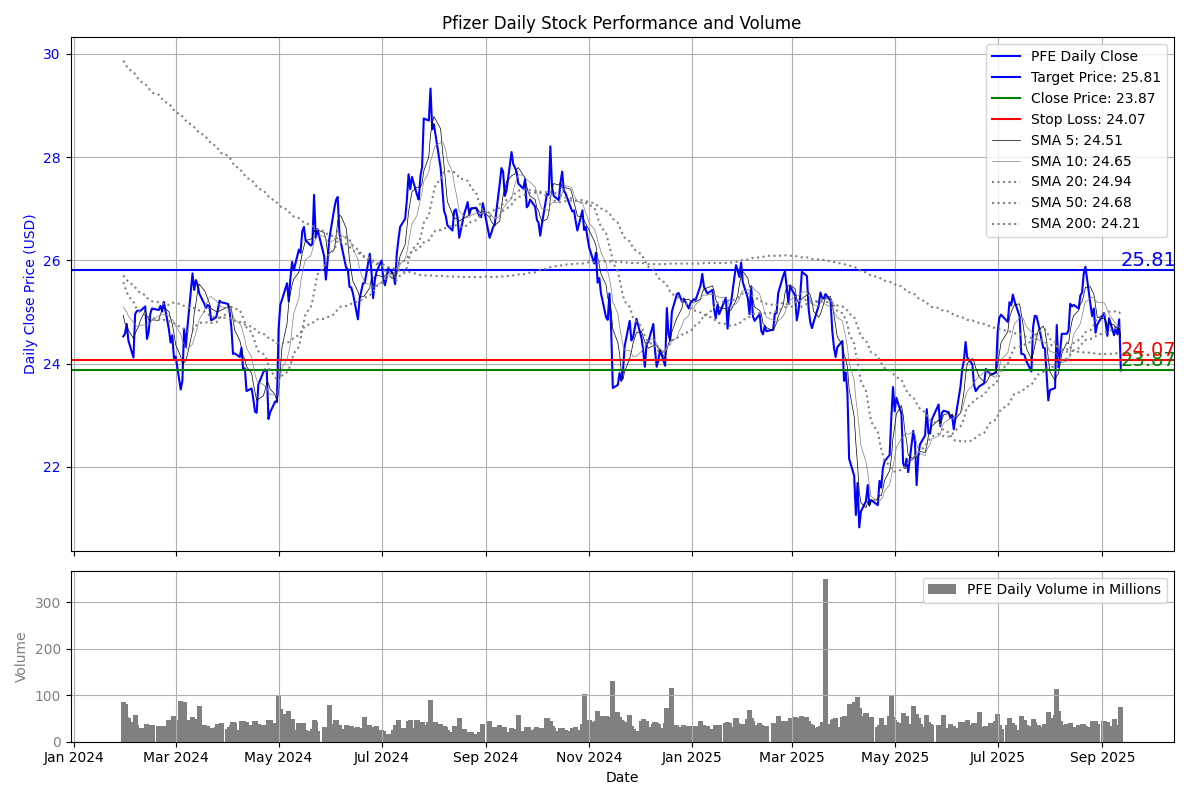 Pfizer Daily Stock Performance and Volume
Daily Close Price (USD)
30
28
26
24
22
PFE Daily Close
Target Price: 25.81
Close Price: 23.87
Stop Loss: 24.07
SMA 5: 24.51
SMA 10: 24.65
SMA 20: 24.94
SMA 50: 24.68
SMA 200: 24.21
25.81
24.07
23.87
Volume
300
200
100
0
PFE Daily Volume in Millions
Jan 2024 Mar 2024 May 2024 Jul 2024 Sep 2024 Nov 2024 Jan 2025 Mar 2025 May 2025 Jul 2025 Sep 2025
Date